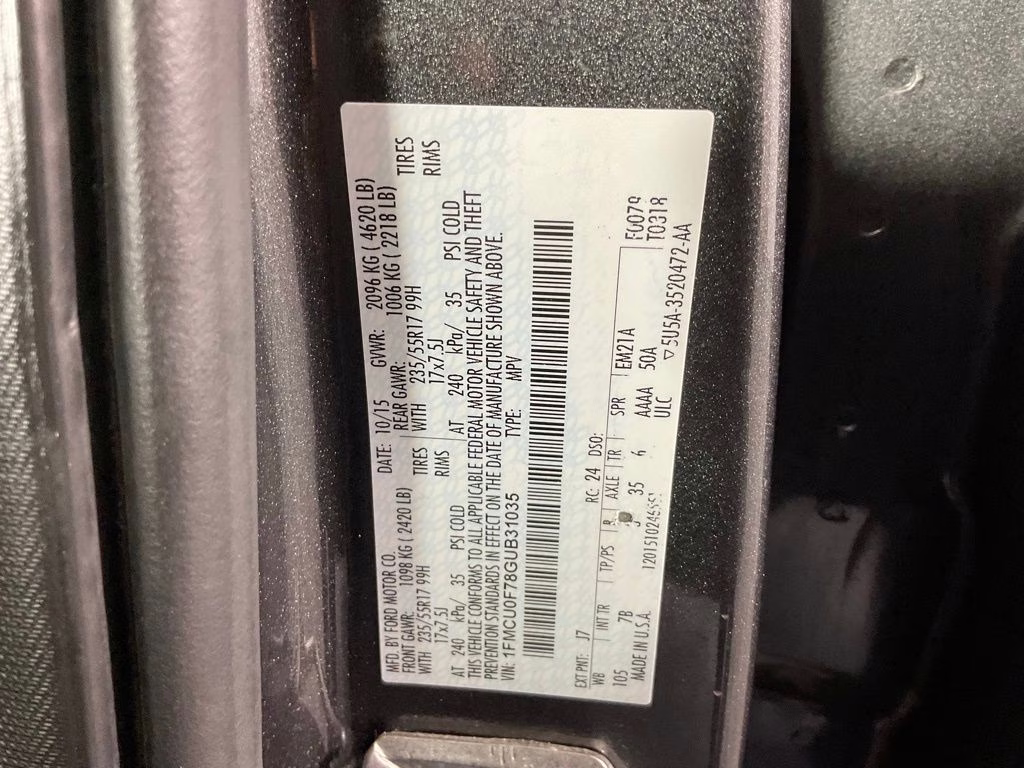 MFD. BY FORD MOTOR CO.
DATE: 10/15 GVWR: 2096 KG ( 4620 LB)
FRONT GAWR: 1098 KG ( 2420 LB) REAR GAWR: 1006 KG ( 2218 LB)
WITH 235/55R17 99H TIRES WITH 235/55R17 99H TIRES
17x7.5J RIMS 17x7.5J RIMS
AT 240 kPa/ 35 PSI COLD AT 240 kPa/ 35 PSI COLD
THIS VEHICLE CONFORMS TO ALL APPLICABLE FEDERAL MOTOR VEHICLE SAFETY AND THEFT
PREVENTION STANDARDS IN EFFECT ON THE DATE OF MANUFACTURE SHOWN ABOVE.
VIN: 1FMCU0F78GUB31035 TYPE: MPV
EXT PNT: J7 RC: 24 DSO: F0079
WB INT TR TP/PS R AXLE TR SPR EM21A T0318
105 7B 35 6 AAAA 50A
MADE IN U.S.A. ULC ▽5U5A-3520472-AA